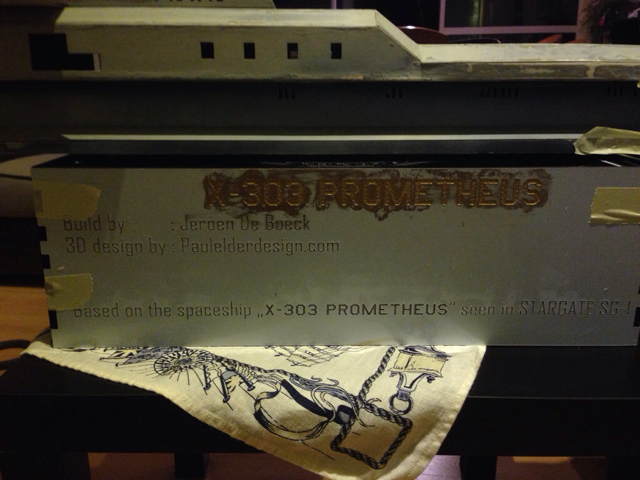 X-303 PROMETHEUS
Build by : Jeroen De Boeck
3D design by : Paulelderdesign.com
Based on the spaceship „X-303 PROMETHEUS" seen in STARGATE SG-1